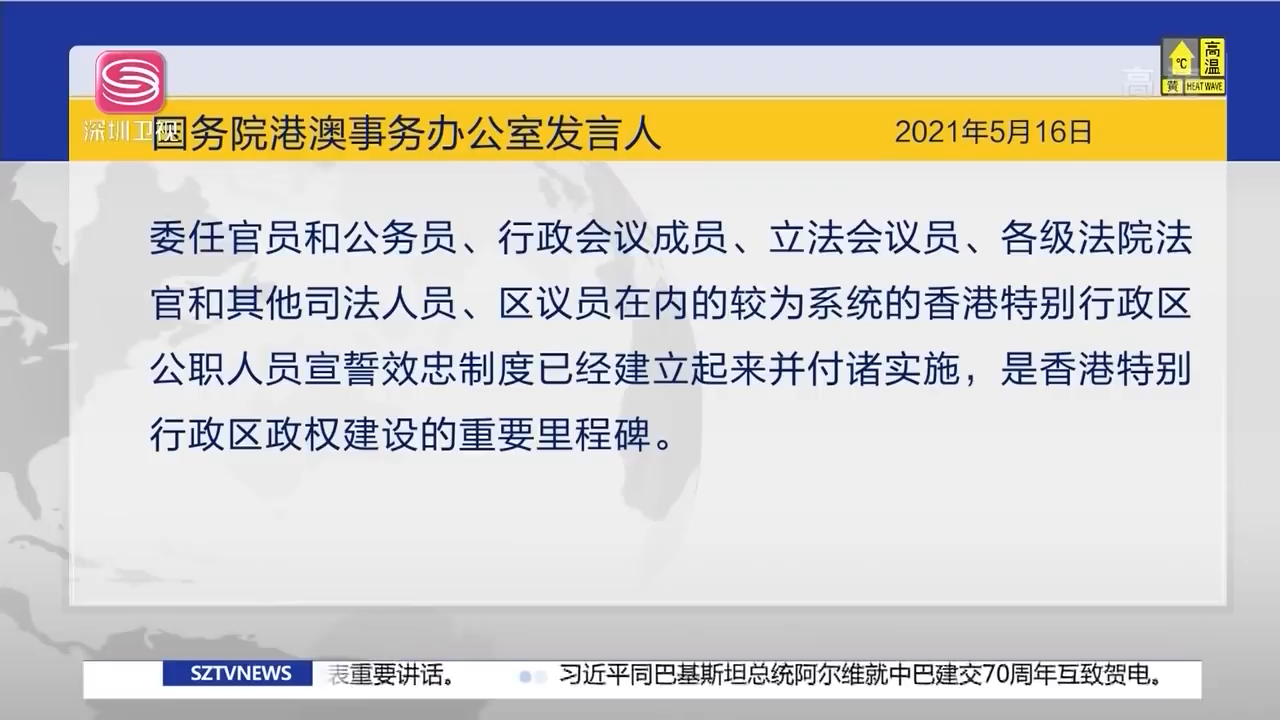 高温
℃
黄 HEAT WAVE
高
深圳卫视
国务院港澳事务办公室发言人
2021年5月16日
委任官员和公务员、行政会议成员、立法会议员、各级法院法
官和其他司法人员、区议员在内的较为系统的香港特别行政区
公职人员宣誓效忠制度已经建立起来并付诸实施，是香港特别
行政区政权建设的重要里程碑。
SZTVNEWS
表重要讲话。
习近平同巴基斯坦总统阿尔维就中巴建交70周年互致贺电。